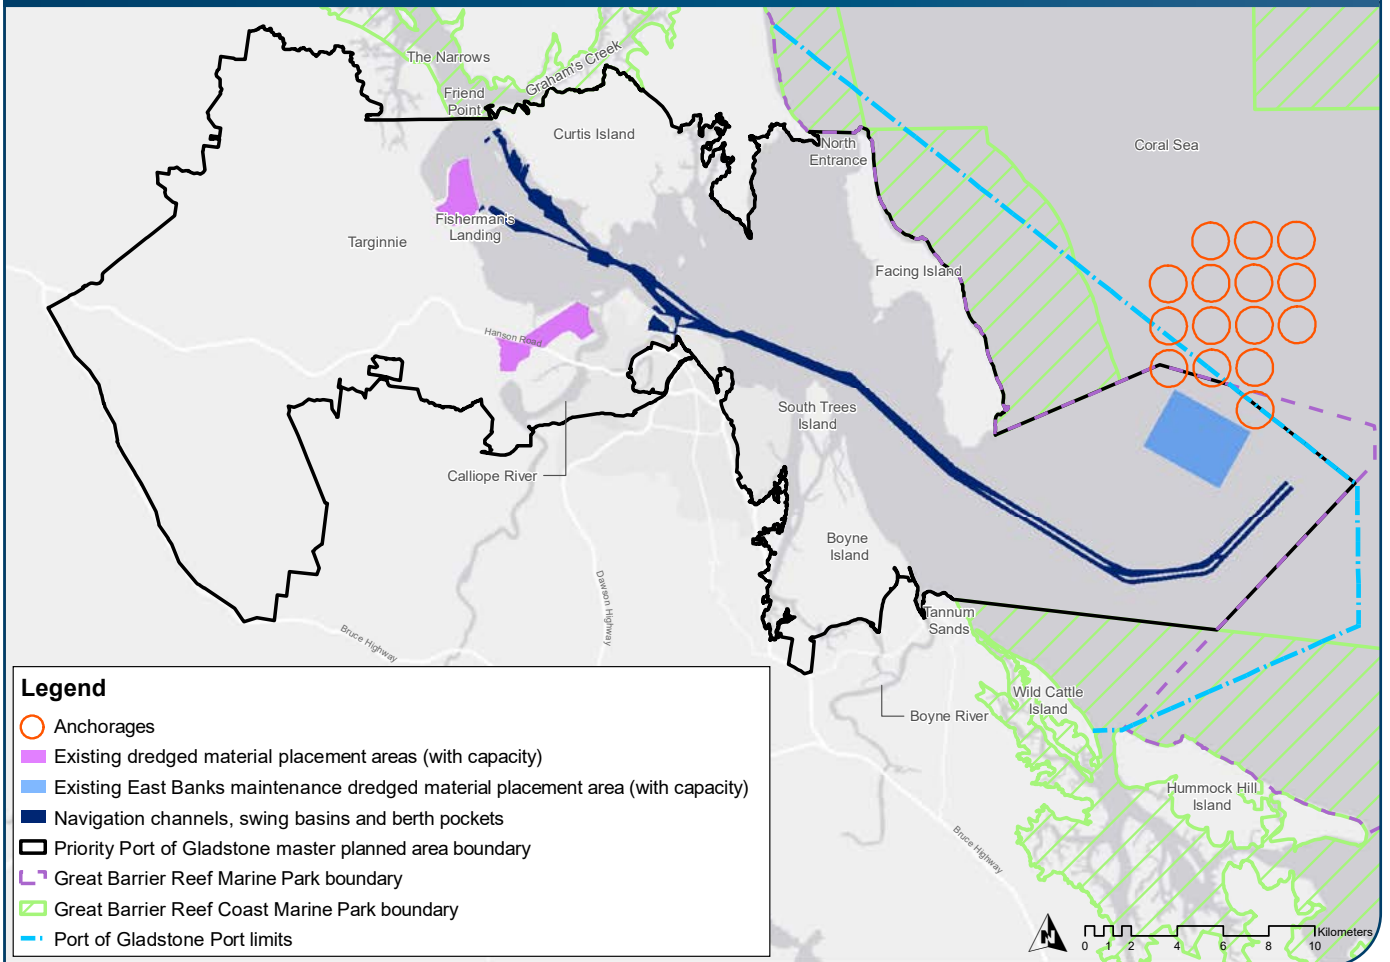 The Narrows
Graham's Creek
Friend
Point
Curtis Island
North
Entrance
Coral Sea
Fisherman's
Landing
Targinnie
Facing Island
Hanson Road
South Trees
Island
Calliope River
Boyne
Island
Dawson Highway
Tannum
Sands
Bruce Highway
Wild Cattle
Island
Boyne River
Hummock Hill
Island
Bruce Highway
Legend
Anchorages
Existing dredged material placement areas (with capacity)
Existing East Banks maintenance dredged material placement area (with capacity)
Navigation channels, swing basins and berth pockets
Priority Port of Gladstone master planned area boundary
Great Barrier Reef Marine Park boundary
Great Barrier Reef Coast Marine Park boundary
Port of Gladstone Port limits
N
Kilometers
0 1 2 4 6 8 10